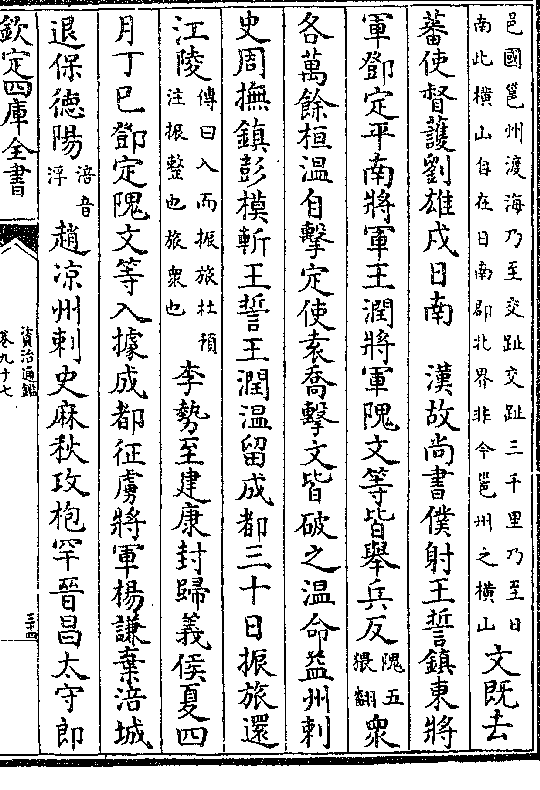 邑國邕州渡海乃至交趾交趾三千里乃至日
南此橫山自在日南郡北界非今邕州之橫山
文既去
蕃使督䕶劉雄戍日南　漢故尚書僕射王誓鎮東將
軍鄧定平南將軍王潤將軍隗文等皆舉兵反
隗五
猥翻
衆
各萬餘桓溫自擊定使袁喬擊文皆破之溫命益州刺
史周撫鎮彭模斬王誓王潤溫留成都三十日振旅還
江陵
傳曰入而振旅杜預
注振整也旅衆也
李勢至建康封歸義侯夏四
月丁巳鄧定隗文等入據成都征虜將軍楊謙棄涪城
退保德陽
涪音
浮
趙涼州刺史麻秋攻枹罕晉昌太守郎
欽定四庫全書
資治通鑑
卷九十七
三十四